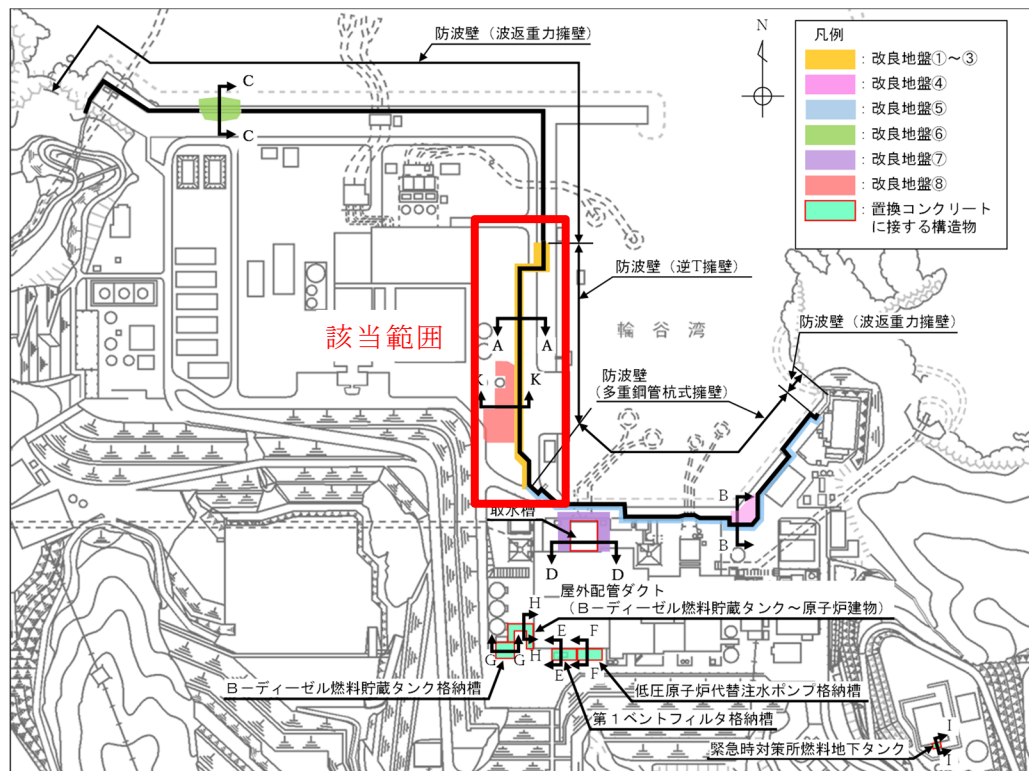 防波壁（波返重力擁壁）
N
凡例
：改良地盤①～③
：改良地盤④
：改良地盤⑤
：改良地盤⑥
：改良地盤⑦
：改良地盤⑧
：置換コンクリート
に接する構造物
C
C
防波壁（逆T擁壁）
該当範囲
輪谷湾
防波壁（波返重力擁壁）
A
A
防波壁
（多重鋼管杭式擁壁）
K
K
B
B
取水槽
D
D
屋外配管ダクト
（B－ディーゼル燃料貯蔵タンク～原子炉建物）
H
H
G
G
E
F
E
F
B－ディーゼル燃料貯蔵タンク格納槽
低圧原子炉代替注水ポンプ格納槽
第１ベントフィルタ格納槽
緊急時対策所燃料地下タンク
I
I